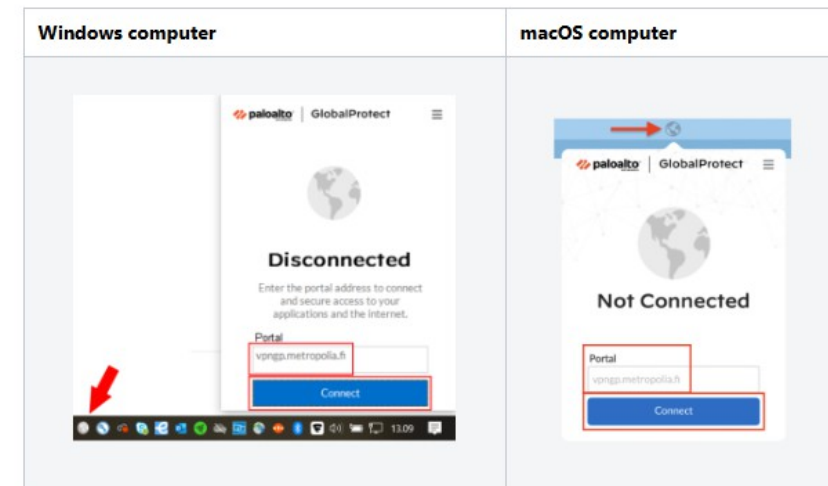 Windows computer
macOS computer
paloalto | GlobalProtect
Disconnected
Enter the portal address to connect
and secure access to your
applications and the internet.
Portal
vpngp.metropolia.fi
Connect
13.09
paloalto | GlobalProtect
Not Connected
Portal
vpngp.metropolia.fi
Connect